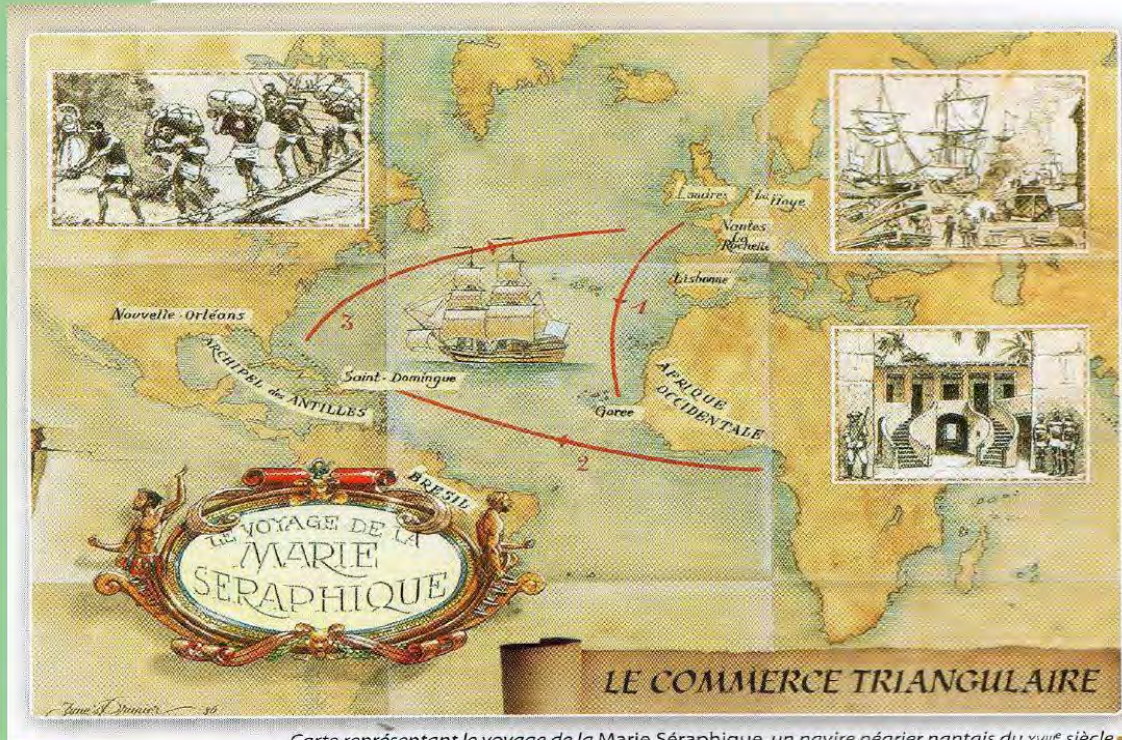 Londres
La Haye
Nantes
La Rochelle
Lisbonne
1
Nouvelle-Orléans
3
ARCHIPEL des ANTILLES
Saint-Domingue
Goree
AFRIQUE
OCCIDENTALE
2
BRESIL
LE VOYAGE DE LA
MARIE
SERAPHIQUE
LE COMMERCE TRIANGULAIRE
86
Carte représentant le voyage de la Marie Séraphique, un navire négrier nantais du XVIIIe siècle